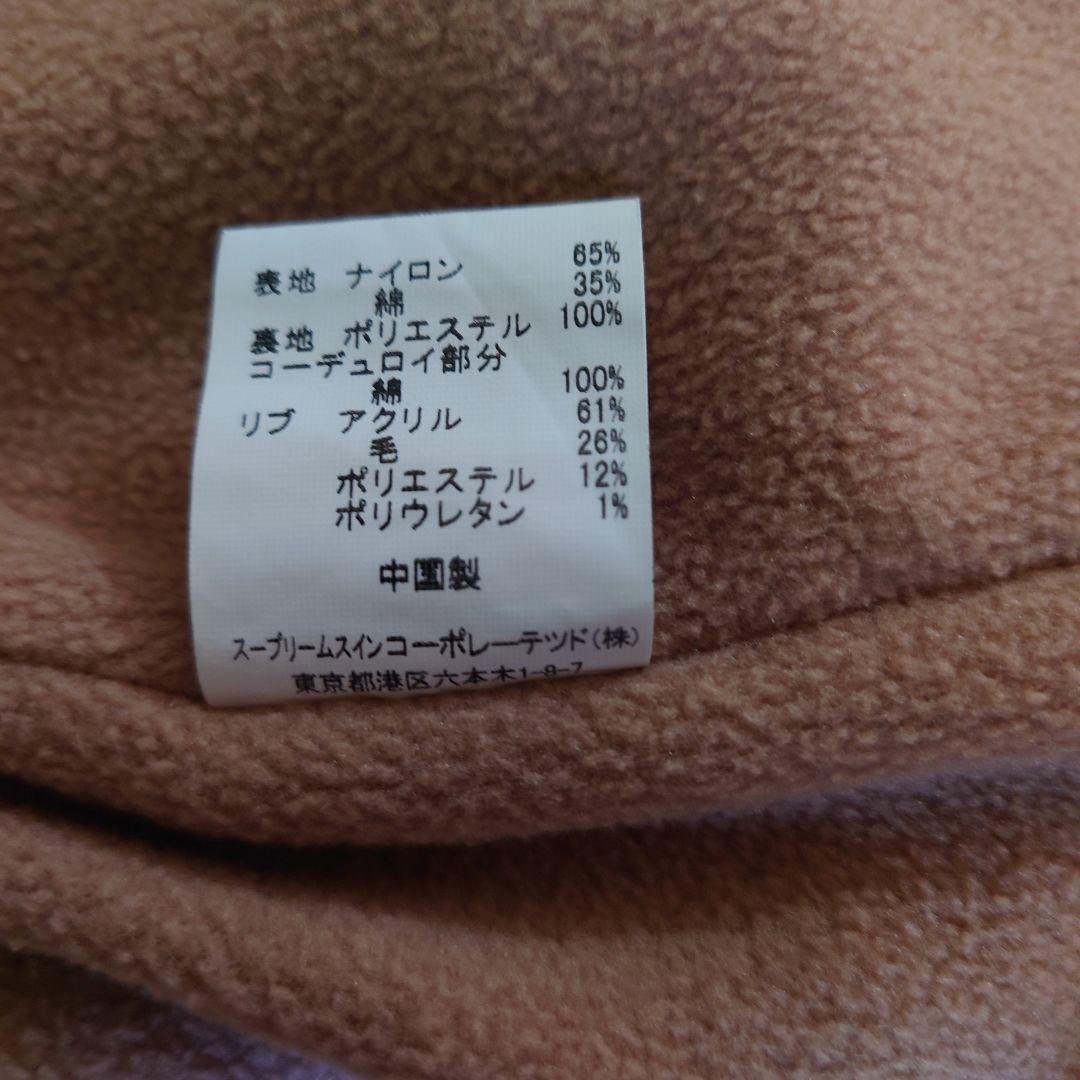 表地 ナイロン 65%
綿 35%
裏地 ポリエステル 100%
コーデュロイ部分
綿 100%
リブ アクリル 61%
毛 26%
ポリエステル 12%
ポリウレタン 1%
中国製
スープリームスインコーポレーテッド(株)
東京都港区六本木1-8-7